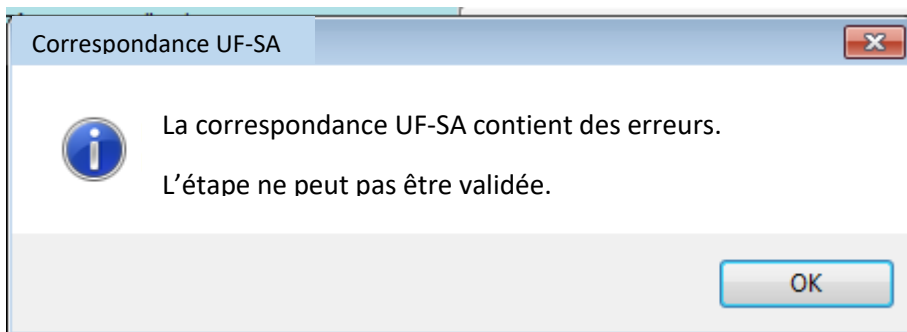 Correspondance UF-SA
La correspondance UF-SA contient des erreurs.
L’étape ne peut pas être validée.
OK